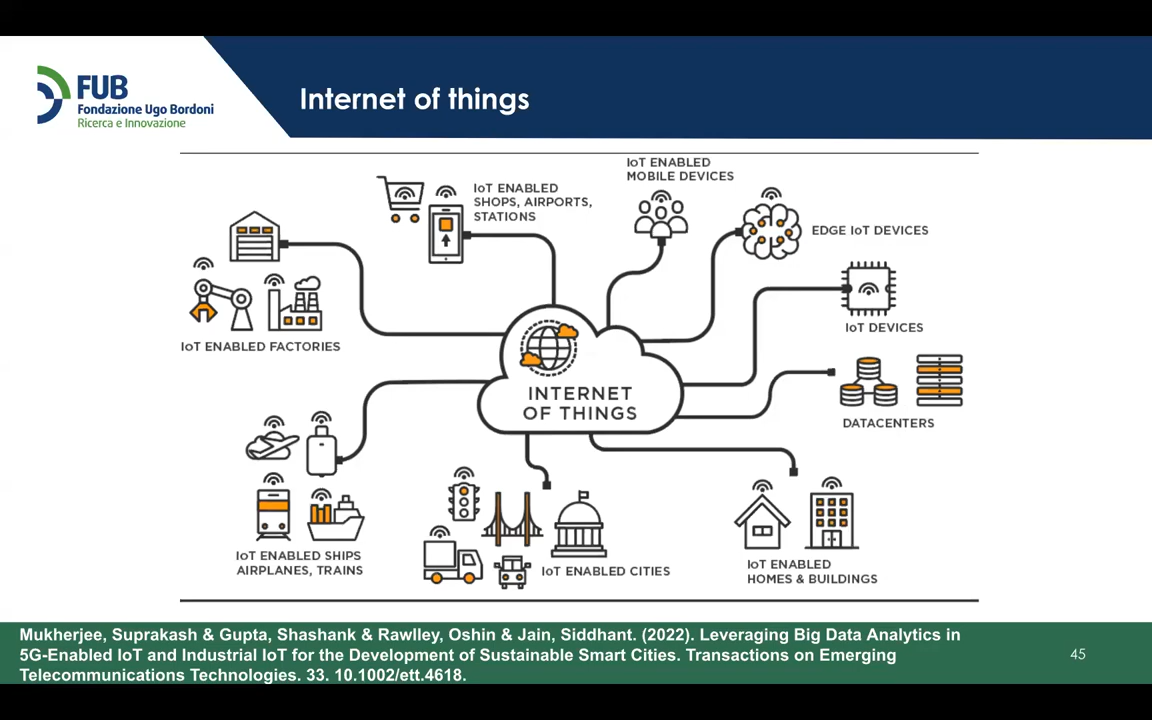 FUB
Fondazione Ugo Bordoni
Ricerca e Innovazione
Internet of things
IoT ENABLED
SHOPS, AIRPORTS,
STATIONS
IoT ENABLED
MOBILE DEVICES
EDGE IoT DEVICES
IoT DEVICES
IoT ENABLED FACTORIES
INTERNET
OF THINGS
DATACENTERS
IoT ENABLED SHIPS
AIRPLANES, TRAINS
IoT ENABLED CITIES
IoT ENABLED
HOMES & BUILDINGS
Mukherjee, Suprakash & Gupta, Shashank & Rawlley, Oshin & Jain, Siddhant. (2022). Leveraging Big Data Analytics in
5G-Enabled IoT and Industrial IoT for the Development of Sustainable Smart Cities. Transactions on Emerging
Telecommunications Technologies. 33. 10.1002/ett.4618.
45